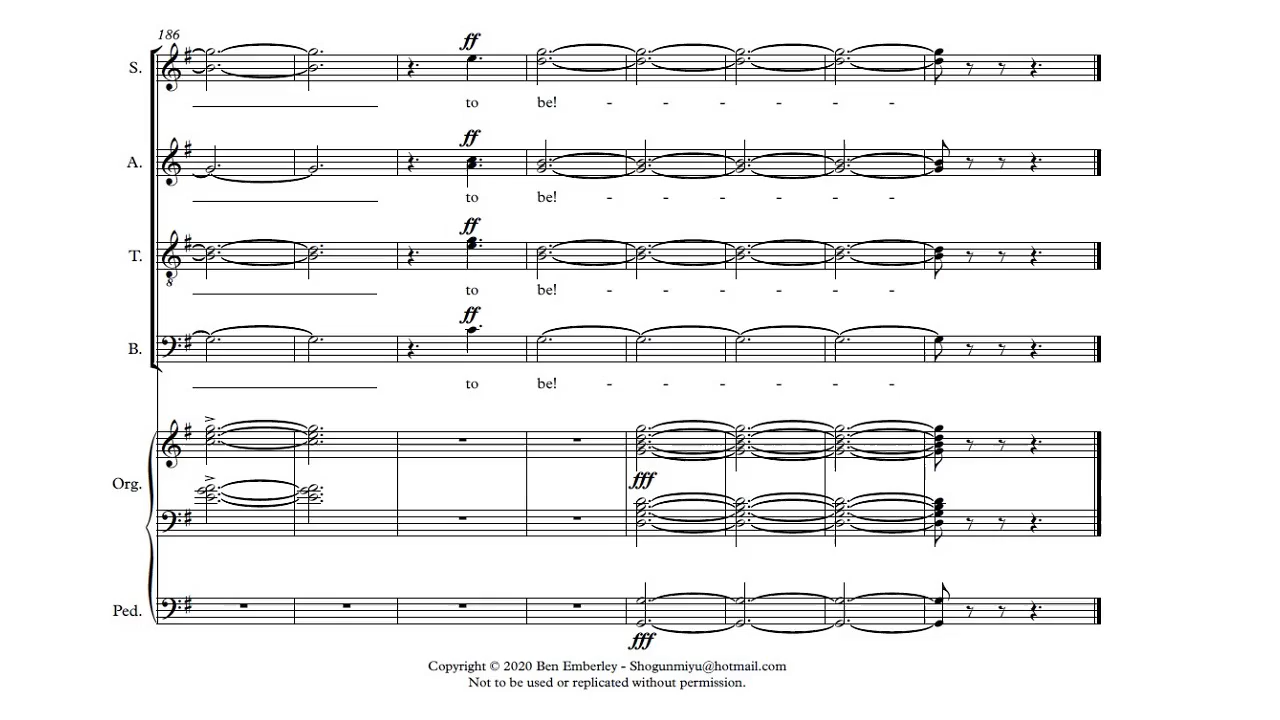 186
ff
S.
to be! - - - - - -
ff
A.
to be! - - - - - -
ff
T.
8
to be! - - - - - -
ff
B.
to be! - - - - - -
Org.
fff
Ped.
fff
Copyright © 2020 Ben Emberley - Shogunmiyu@hotmail.com
Not to be used or replicated without permission.